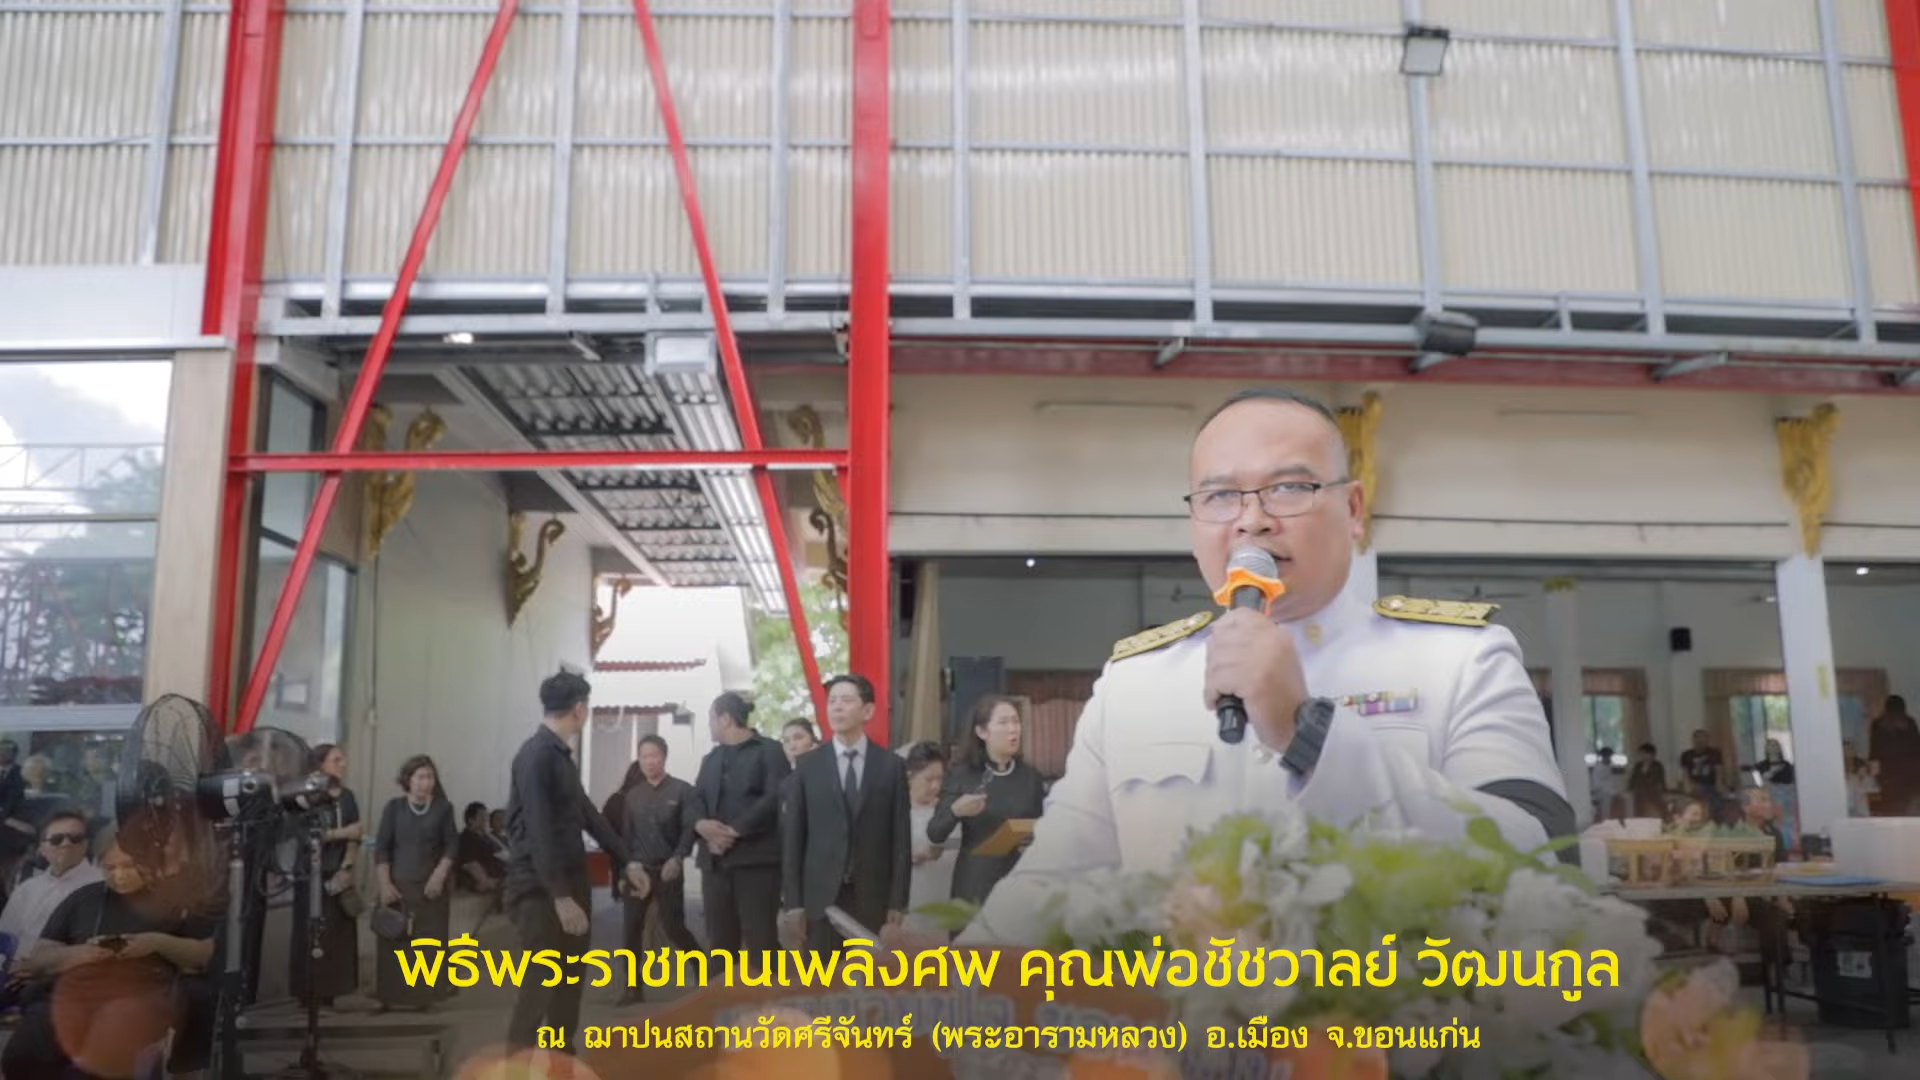 พิธีพระราชทานเพลิงศพ คุณพ่อชัชวาลย์ วัฒนกูล
ณ ฌาปนสถานวัดศรีจันทร์ (พระอารามหลวง) อ.เมือง จ.ขอนแก่น